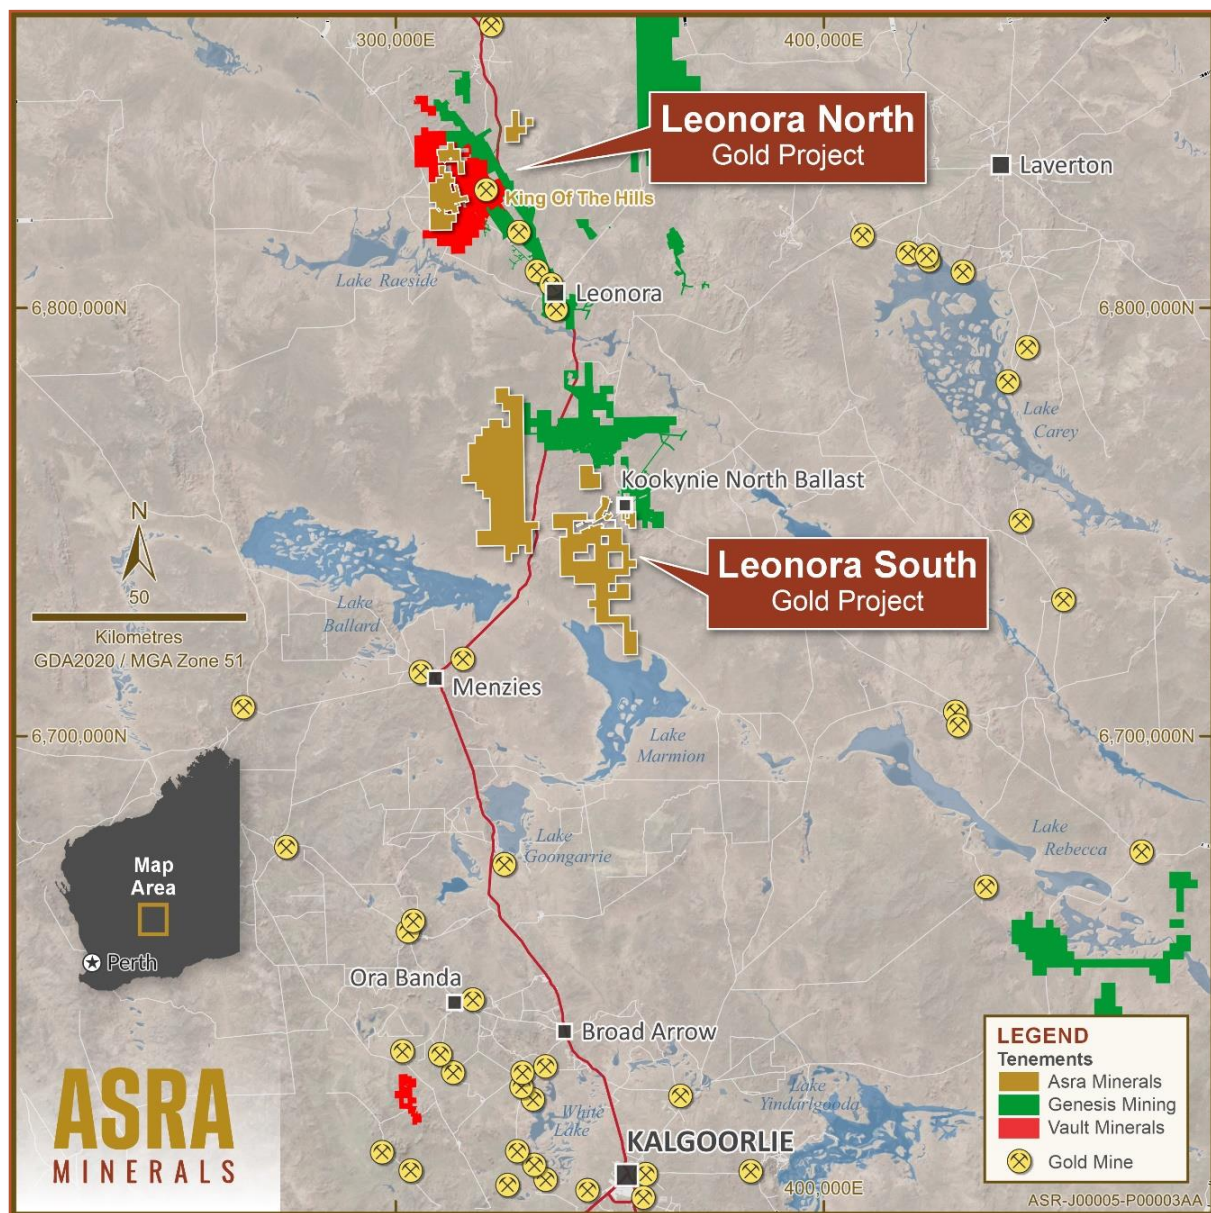 300,000E
400,000E
Leonora North
Gold Project
Laverton
King Of The Hills
Lake Raeside
Leonora
6,800,000N
6,800,000N
Lake
Carey
Kookynie North Ballast
N
50
Kilometres
GDA2020 / MGA Zone 51
Leonora South
Gold Project
Lake
Ballard
Menzies
Lake
Marmion
6,700,000N
6,700,000N
Map
Area
Perth
Lake
Goongarrie
Lake
Rebecca
Ora Banda
Broad Arrow
LEGEND
Tenements
Asra Minerals
Genesis Mining
Vault Minerals
Gold Mine
Lake
Yindarlgooda
White
Lake
KALGOORLIE
ASRA
MINERALS
400,000E
ASR-J00005-P00003AA